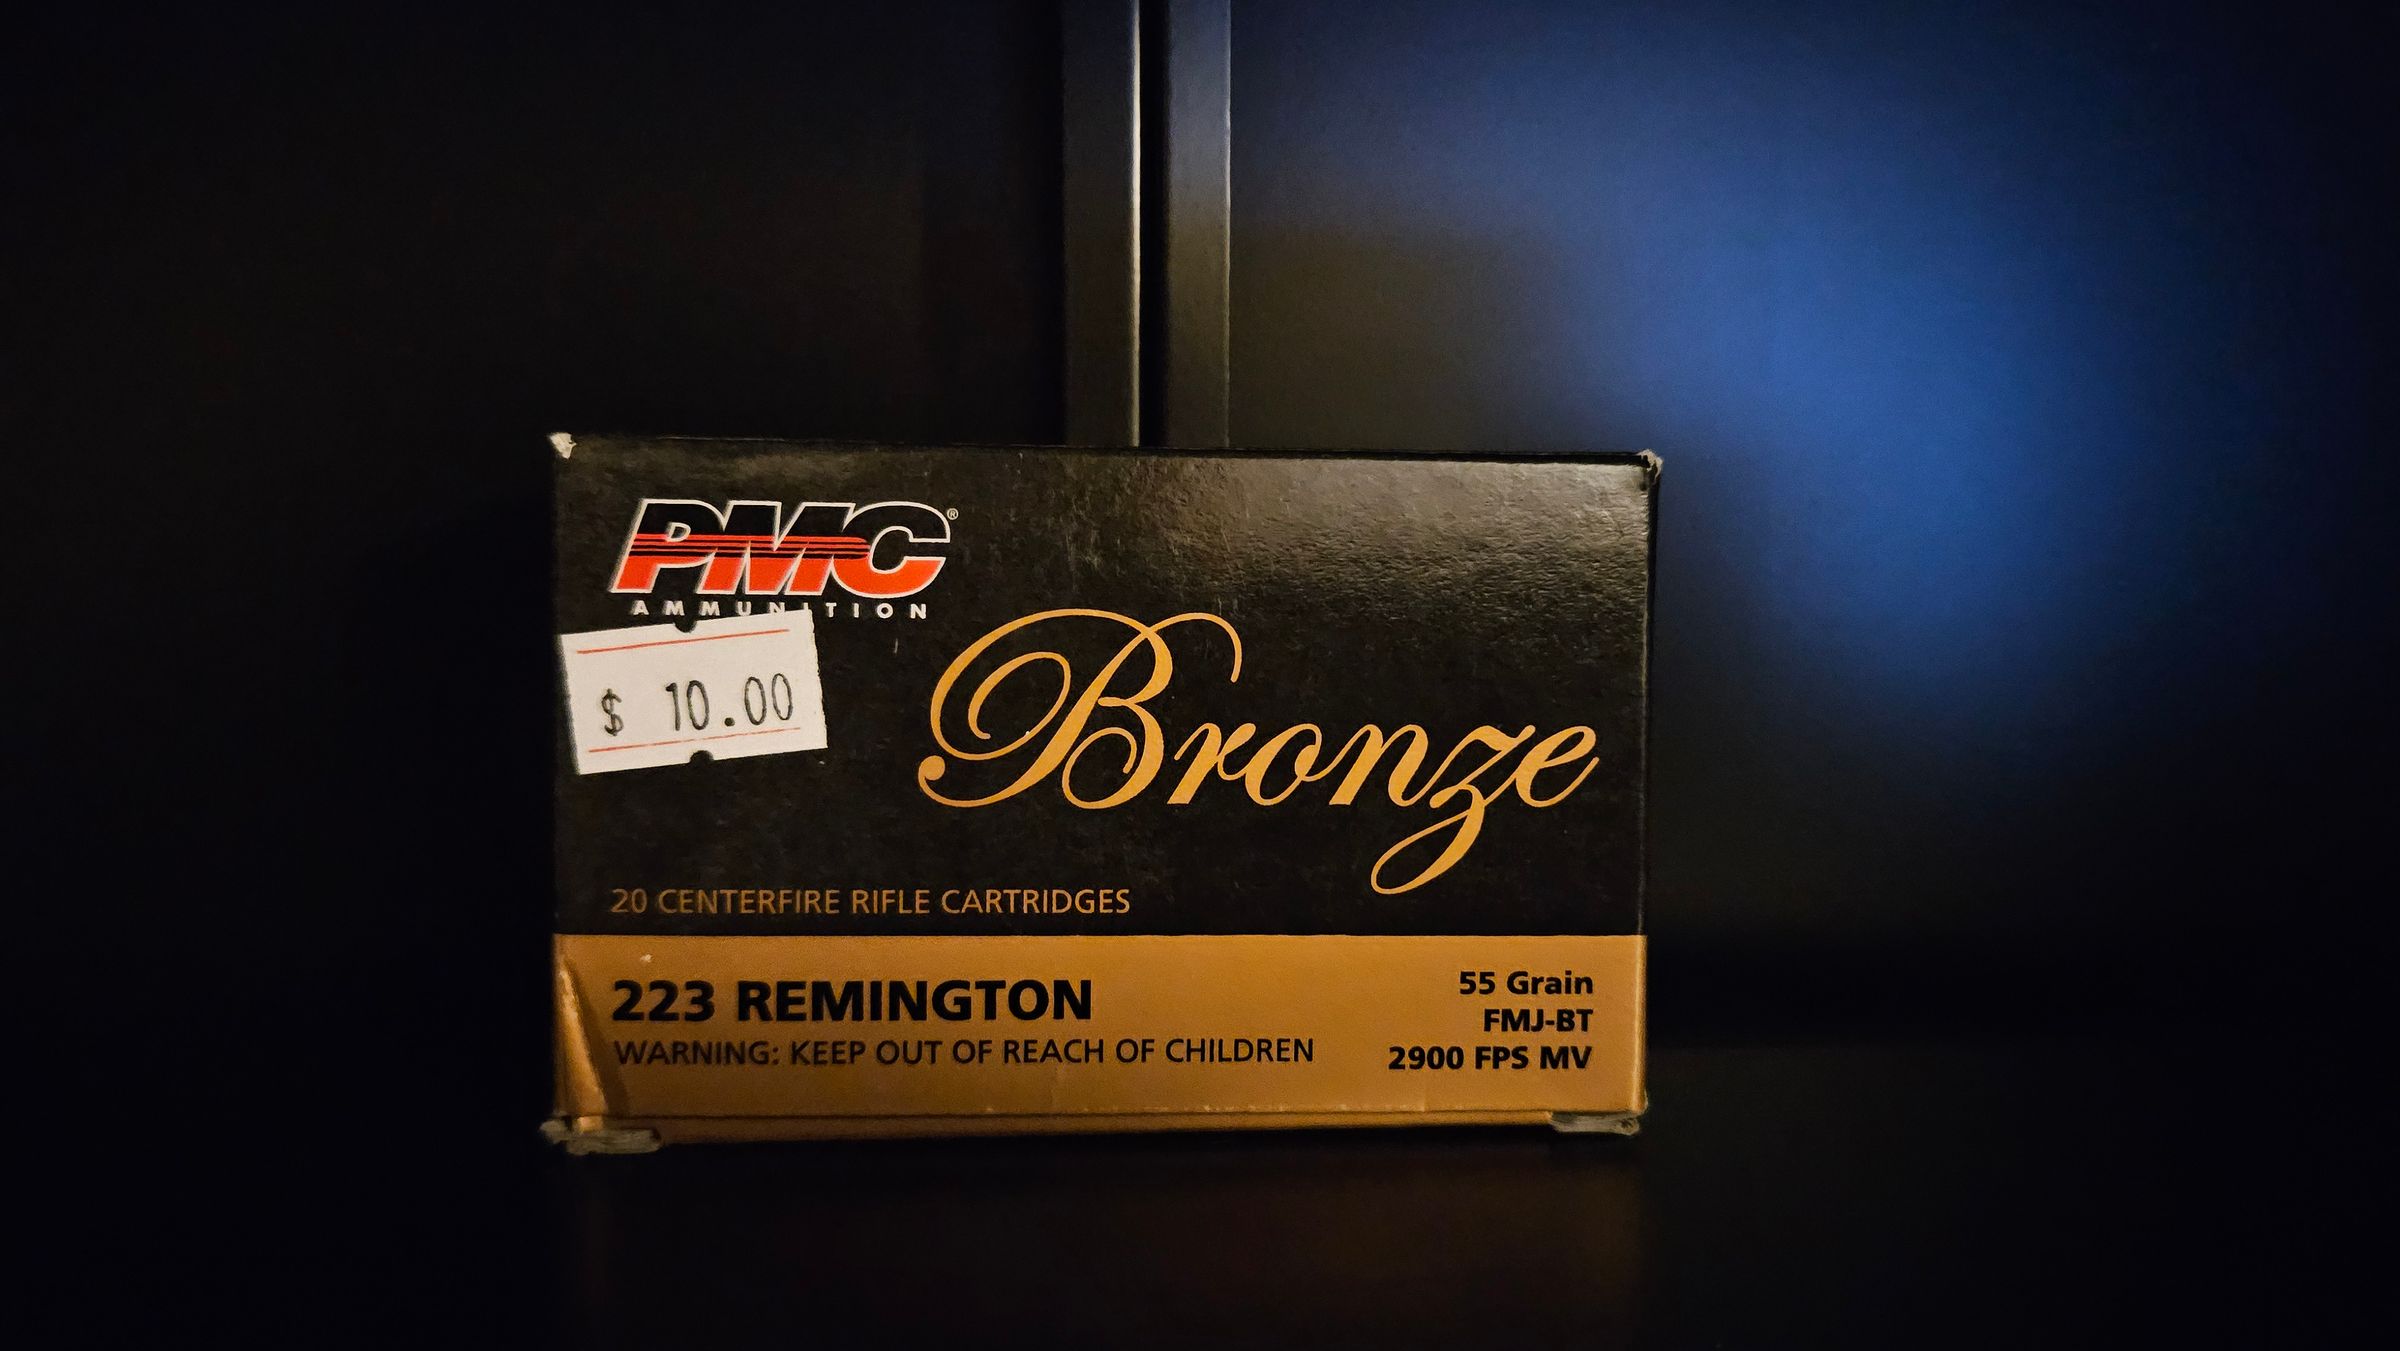 PMC®
AMMUNITION
$ 10.00
Bronze
20 CENTERFIRE RIFLE CARTRIDGES
223 REMINGTON
WARNING: KEEP OUT OF REACH OF CHILDREN
55 Grain
FMJ-BT
2900 FPS MV